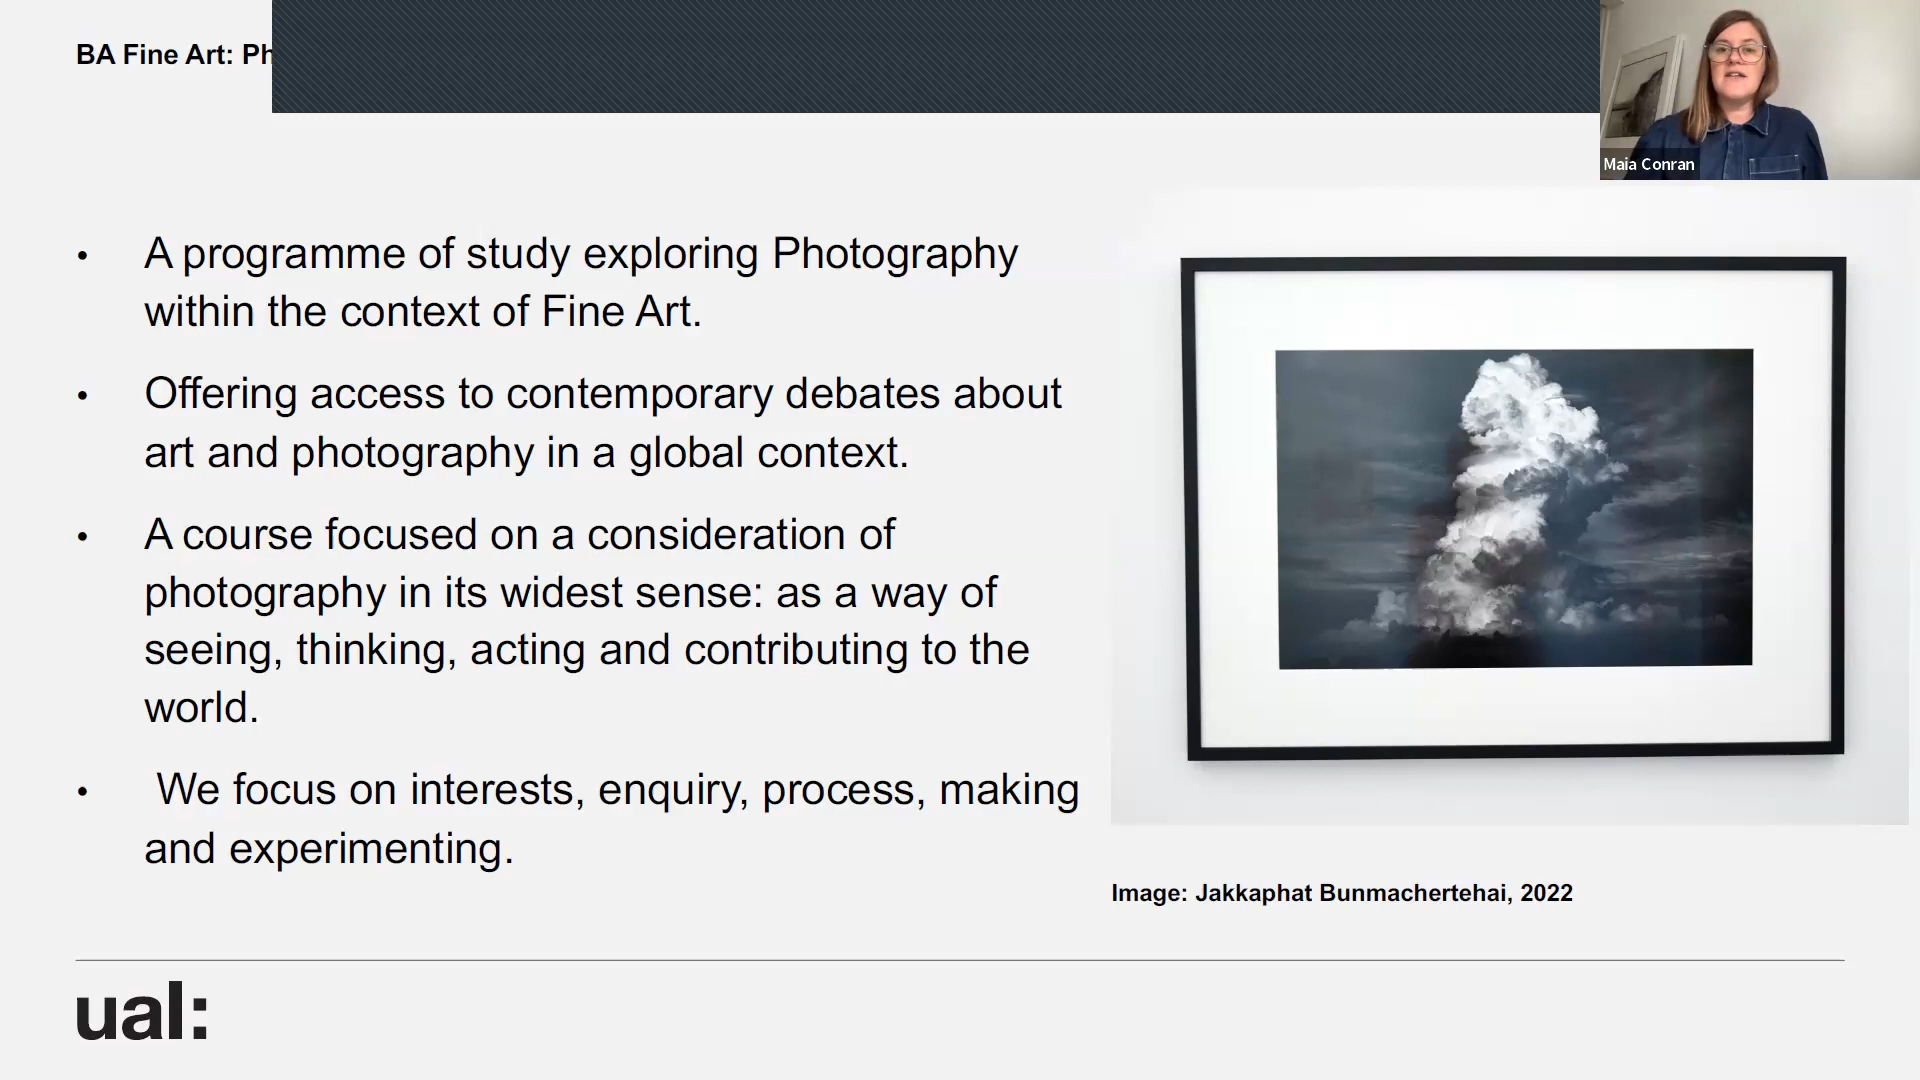 BA Fine Art: Ph
Maia Conran
• A programme of study exploring Photography
within the context of Fine Art.
• Offering access to contemporary debates about
art and photography in a global context.
• A course focused on a consideration of
photography in its widest sense: as a way of
seeing, thinking, acting and contributing to the
world.
• We focus on interests, enquiry, process, making
and experimenting.
Image: Jakkaphat Bunmachertehai, 2022
ual: